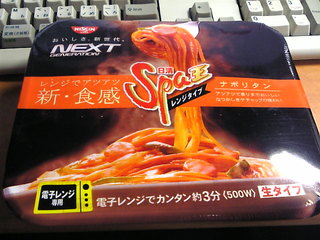 NISSIN
おいしさ、新世代。
NEXT
GENERATION
レンジでアツアツ
新・食感
日清
Spa王
レンジタイプ
ナポリタン
電子レンジ
専用
電子レンジでカンタン約3分(500W)
生タイプ